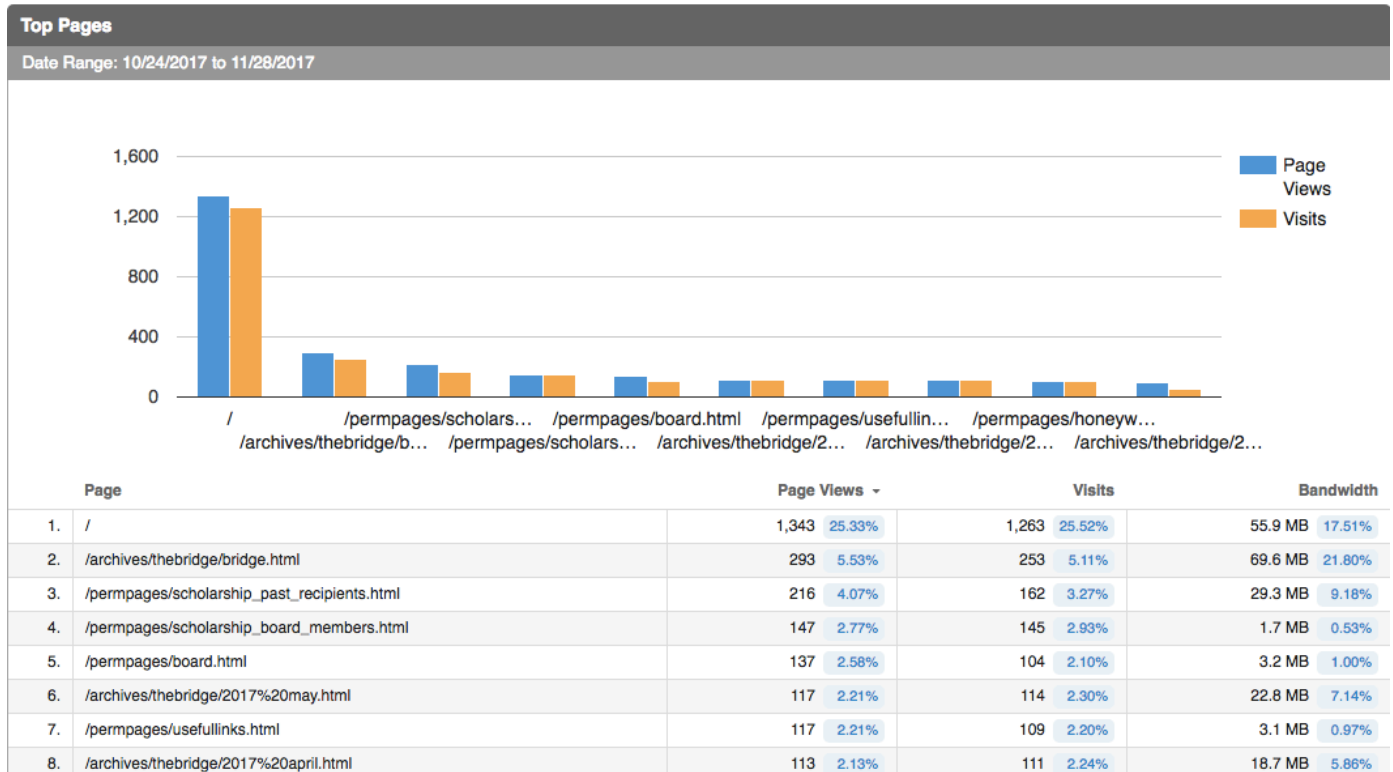 Top Pages
Date Range: 10/24/2017 to 11/28/2017
1,600
1,200
800
400
0
Page
Views
Visits
/ /permpages/scholars... /permpages/board.html /permpages/usefullin... /permpages/honeyw...
/archives/thebridge/b... /permpages/scholars... /archives/thebridge/2... /archives/thebridge/2... /archives/thebridge/2...
Page Page Views Visits Bandwidth
1. / 1,343 25.33% 1,263 25.52% 55.9 MB 17.51%
2. /archives/thebridge/bridge.html 293 5.53% 253 5.11% 69.6 MB 21.80%
3. /permpages/scholarship_past_recipients.html 216 4.07% 162 3.27% 29.3 MB 9.18%
4. /permpages/scholarship_board_members.html 147 2.77% 145 2.93% 1.7 MB 0.53%
5. /permpages/board.html 137 2.58% 104 2.10% 3.2 MB 1.00%
6. /archives/thebridge/2017%20may.html 117 2.21% 114 2.30% 22.8 MB 7.14%
7. /permpages/usefullinks.html 117 2.21% 109 2.20% 3.1 MB 0.97%
8. /archives/thebridge/2017%20april.html 113 2.13% 111 2.24% 18.7 MB 5.86%